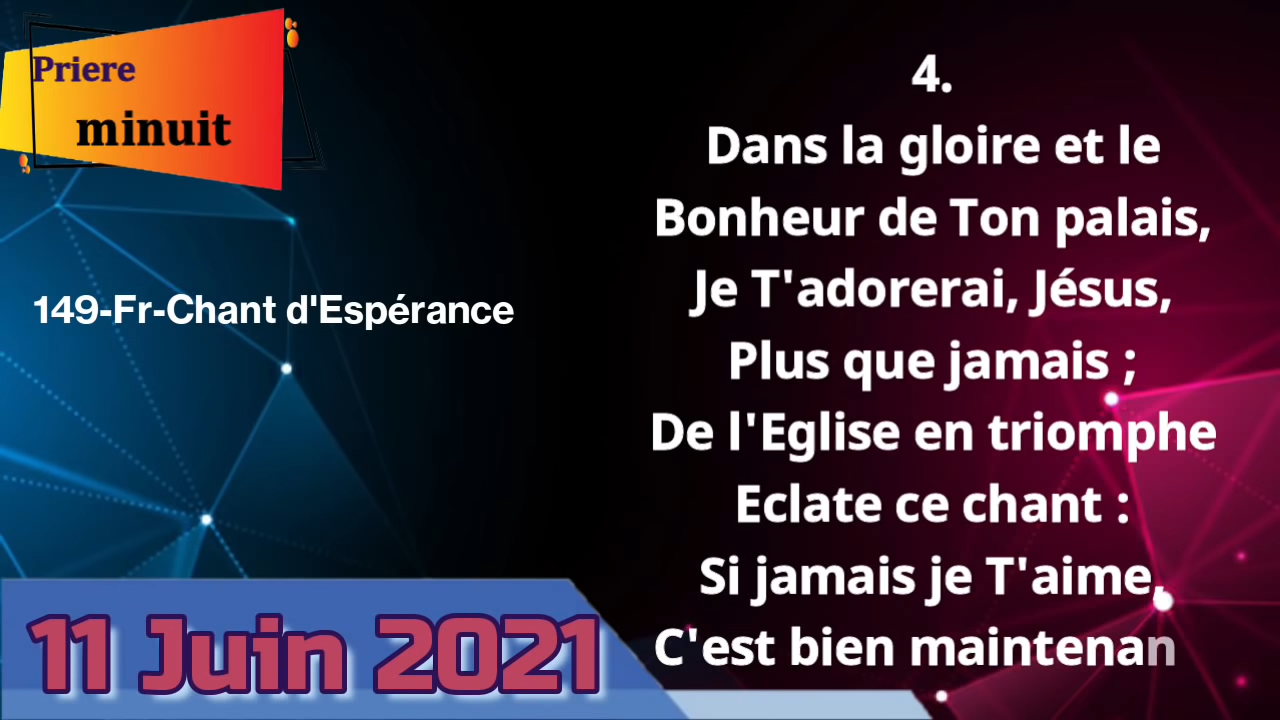 Priere
minuit
149-Fr-Chant d'Espérance
11 Juin 2021
4.
Dans la gloire et le
Bonheur de Ton palais,
Je T'adorerai, Jésus,
Plus que jamais ;
De l'Eglise en triomphe
Eclate ce chant :
Si jamais je T'aime,
C'est bien maintenan